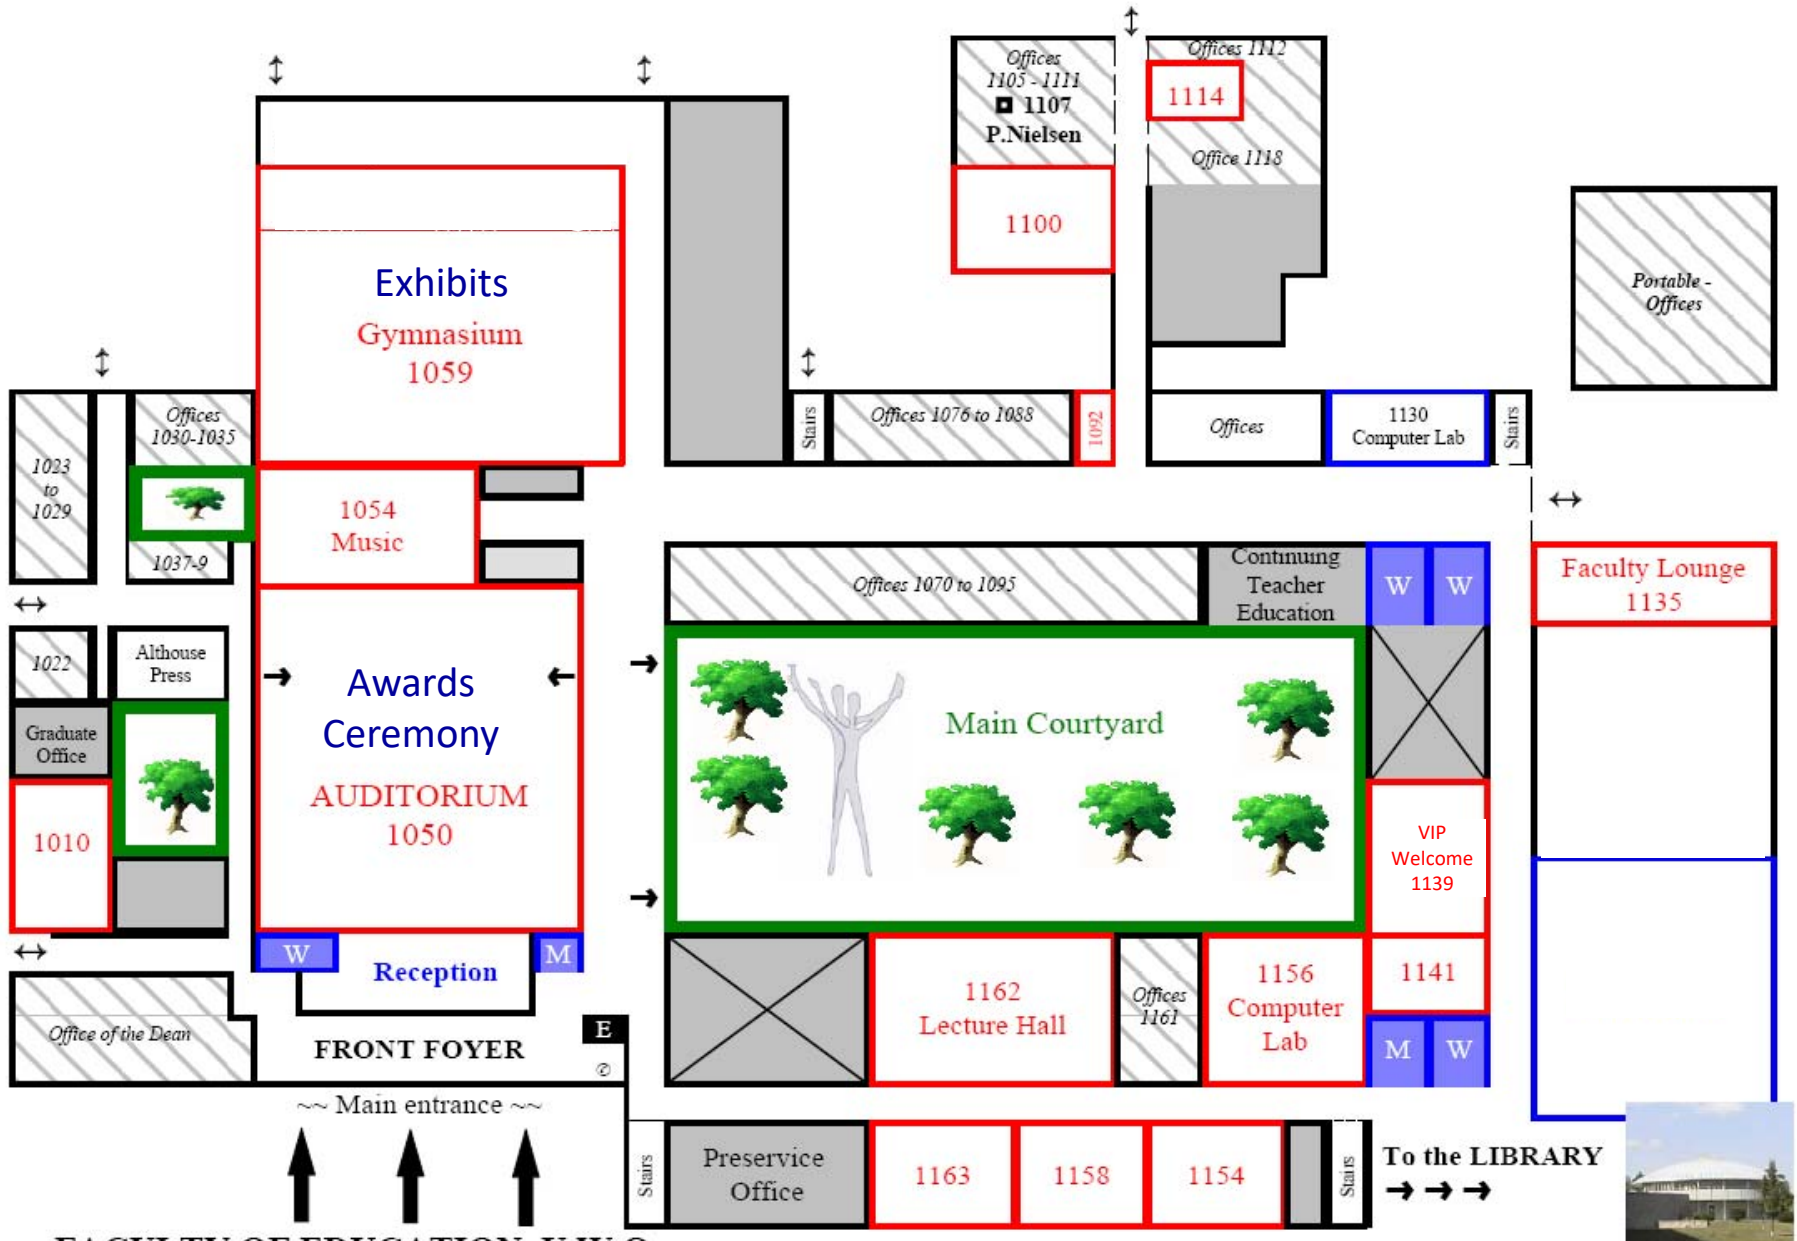 Offices
1105 - 1111
1107
P.Nielsen
Offices 1112
1114
Office 1118
1100
Portable -
Offices
Exhibits
Gymnasium
1059
Offices
1030-1035
1023
to
1029
1037-9
1054
Music
Stairs
Offices 1076 to 1088
1092
Offices
1130
Computer Lab
Stairs
Offices 1070 to 1095
Continuing
Teacher
Education
W
W
Faculty Lounge
1135
1022
Althouse
Press
Graduate
Office
1010
Awards
Ceremony
AUDITORIUM
1050
Main Courtyard
VIP
Welcome
1139
W
Reception
M
1162
Lecture Hall
Offices
1161
1156
Computer
Lab
1141
M
W
Office of the Dean
FRONT FOYER
E
~~ Main entrance ~~
Stairs
Preservice
Office
1163
1158
1154
Stairs
To the LIBRARY
FACULTY OF EDUCATION, U.W.O.